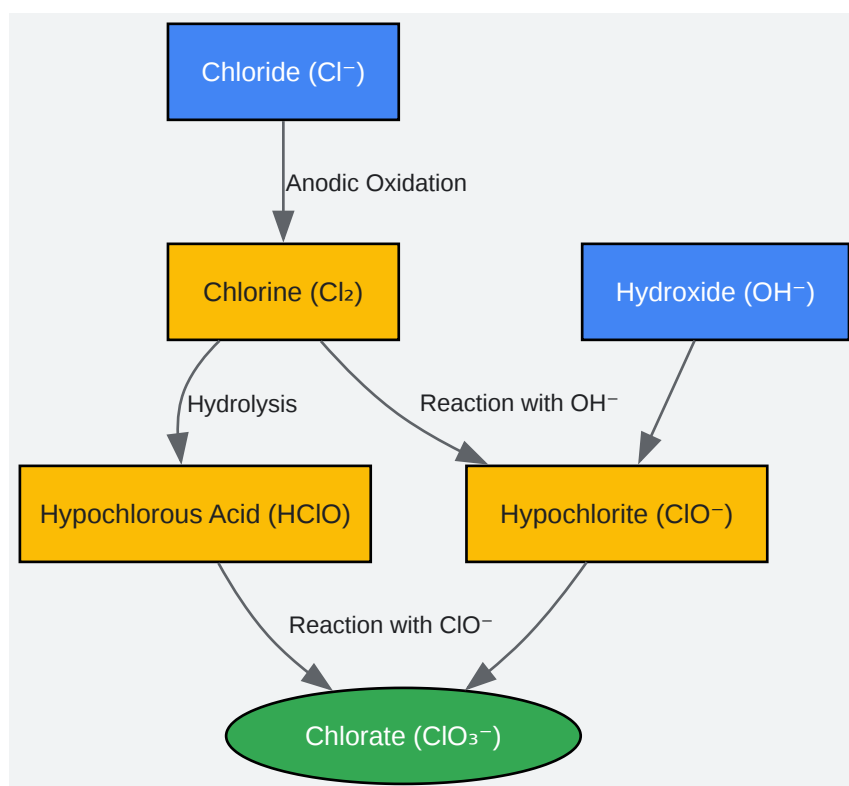 Chloride (Cl⁻)
Anodic Oxidation
Chlorine (Cl₂)
Hydroxide (OH⁻)
Hydrolysis
Reaction with OH⁻
Hypochlorous Acid (HClO)
Hypochlorite (ClO⁻)
Reaction with ClO⁻
Chlorate (ClO₃⁻)